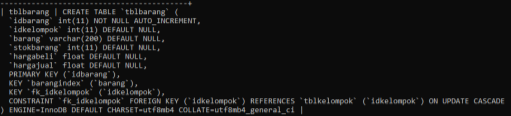 | tblbarang | CREATE TABLE `tblbarang` (
`idbarang` int(11) NOT NULL AUTO_INCREMENT,
`idkelompok` int(11) DEFAULT NULL,
`barang` varchar(200) DEFAULT NULL,
`stokbarang` int(11) DEFAULT NULL,
`hargabeli` float DEFAULT NULL,
`hargajual` float DEFAULT NULL,
PRIMARY KEY (`idbarang`),
KEY `barangindex` (`barang`),
KEY `fk_idkelompok` (`idkelompok`),
CONSTRAINT `fk_idkelompok` FOREIGN KEY (`idkelompok`) REFERENCES `tblkelompok` (`idkelompok`) ON UPDATE CASCADE
) ENGINE=InnoDB DEFAULT CHARSET=utf8mb4 COLLATE=utf8mb4_general_ci |